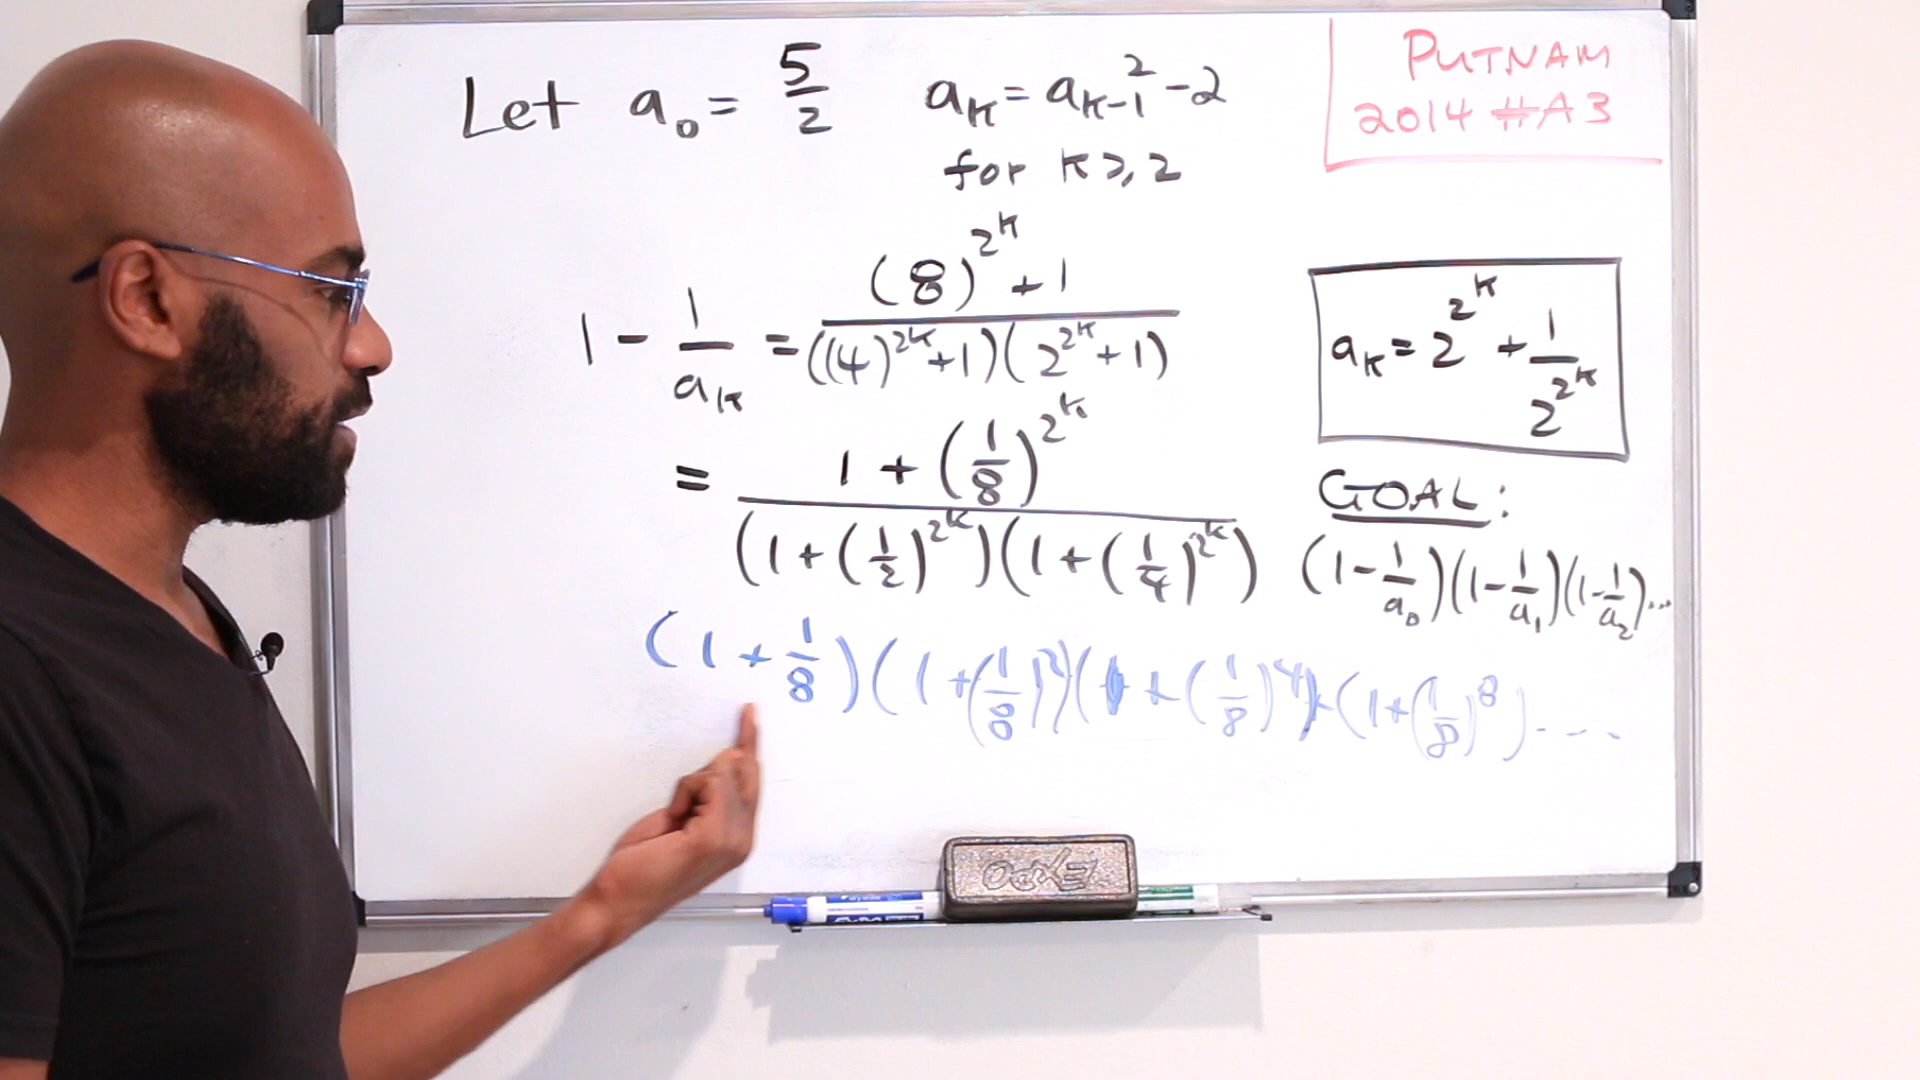 Let a₀ = 5/2 aₖ = aₖ₋₁² - 2
for k ≥ 2
PUTNAM
2014 #A3
1 - 1/aₖ = ((8)^2^k + 1)/(((4)^2^k + 1)(2^2^k + 1)
= (1 + (1/8)^2^k)/((1 + (1/2)^2^k)(1 + (1/4)^2^k))
aₖ = 2^2^k + 1/2^2^k
GOAL:
(1 - 1/a₀)(1 - 1/a₁)(1 - 1/a₂)...
(1 + 1/8)(1 + (1/8)²)(1 + (1/8)⁴)(1 + (1/8)⁸)....
EXPO
EXPO